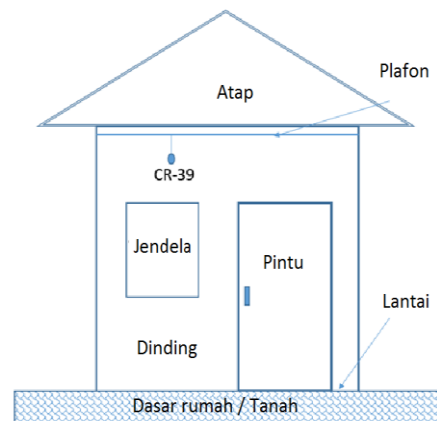 Plafon
Atap
CR-39
Jendela
Pintu
Lantai
Dinding
Dasar rumah / Tanah